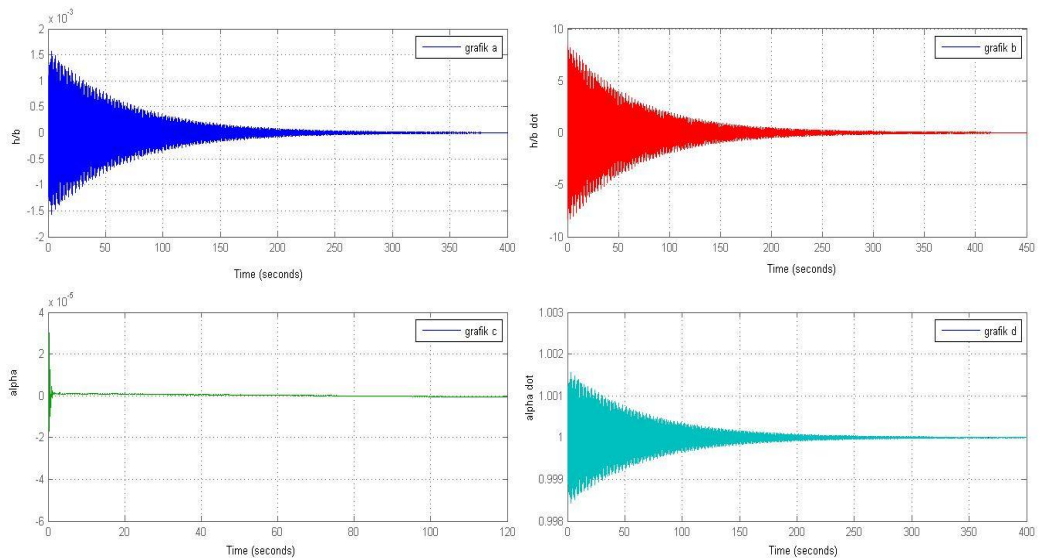 x 10⁻³
2
1.5
1
0.5
0
-0.5
-1
-1.5
-2
h/b
grafik a
0 50 100 150 200 250 300 350 400
Time (seconds)
10
5
0
-5
-10
h/b dot
grafik b
0 50 100 150 200 250 300 350 400 450
Time (seconds)
x 10⁻⁵
4
2
0
-2
-4
-6
alpha
grafik c
0 20 40 60 80 100 120
Time (seconds)
1.003
1.002
1.001
1
0.999
0.998
alpha dot
grafik d
0 50 100 150 200 250 300 350 400
Time (seconds)